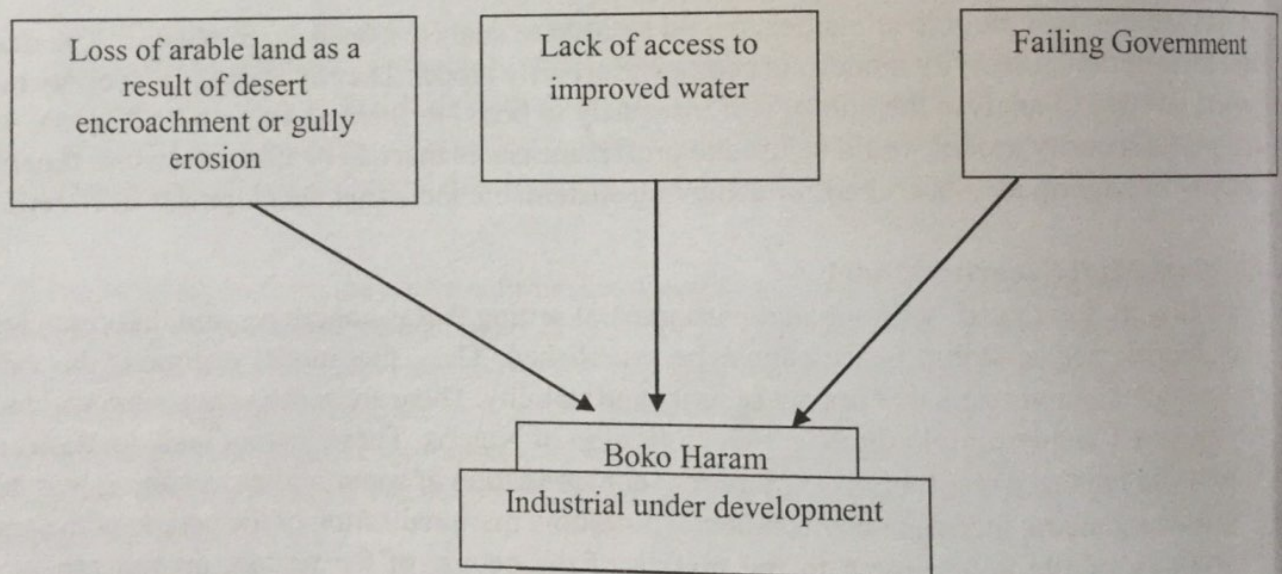 Loss of arable land as a
result of desert
encroachment or gully
erosion
Lack of access to
improved water
Failing Government
Boko Haram
Industrial under development